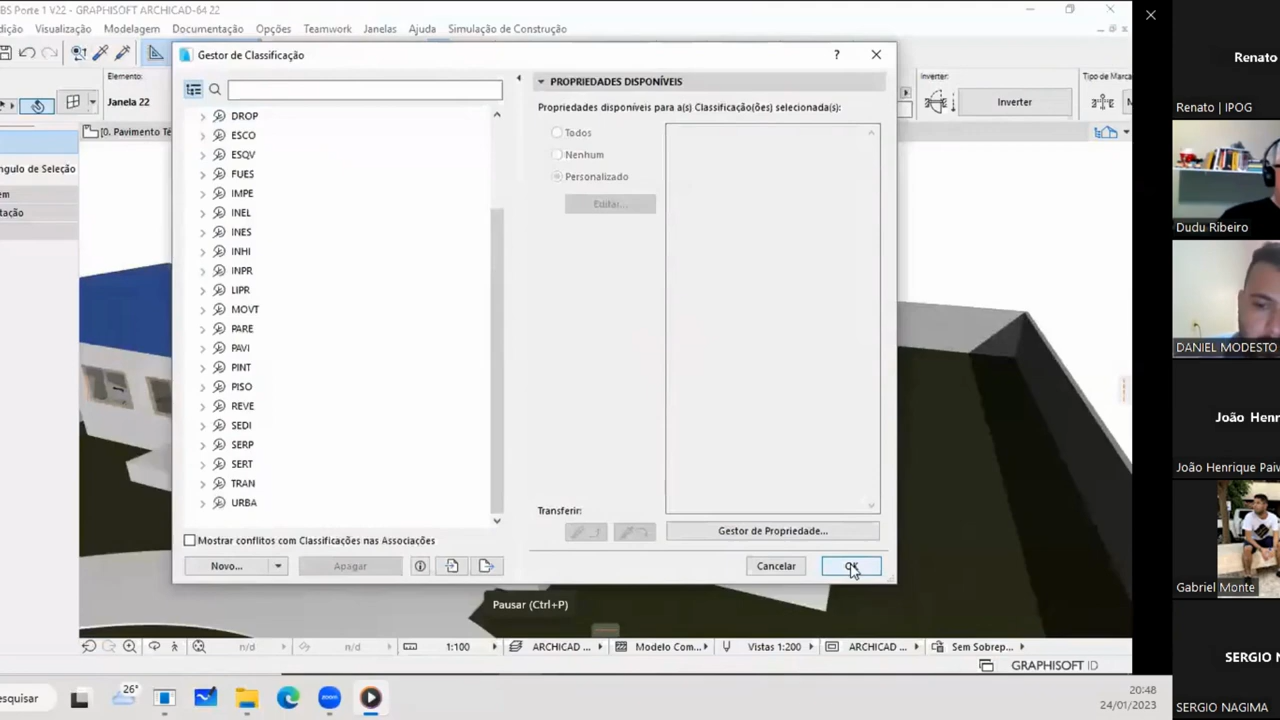 BS Porte 1 V22 - GRAPHISOFT ARCHICAD-64 22
dição Visualização Modelagem Documentação Opções Teamwork Janelas Ajuda Simulação de Construção
Gestor de Classificação
?
Elemento:
Janela 22
[0. Pavimento Té
ângulo de Seleção
em
tação
DROP
ESCO
ESQV
FUES
IMPE
INEL
INES
INHI
INPR
LIPR
MOVT
PARE
PAVI
PINT
PISO
REVE
SEDI
SERP
SERT
TRAN
URBA
Mostrar conflitos com Classificações nas Associações
Novo...
Apagar
PROPRIEDADES DISPONÍVEIS
Propriedades disponíveis para a(s) Classificação(ões) selecionada(s):
Todos
Nenhum
Personalizado
Editar...
Transferir:
Gestor de Propriedade...
Cancelar
OK
Inverter:
Inverter
Tipo de Marca
Pausar (Ctrl+P)
n/d
n/d
1:100
ARCHICAD ...
Modelo Com...
Vistas 1:200
ARCHICAD ...
Sem Sobrep...
GRAPHISOFT ID
esquisar
26°
20:48
24/01/2023
Renato
Renato | IPOG
Dudu Ribeiro
DANIEL MODESTO
João Henr
João Henrique Paiv
Gabriel Monte
SERGIO N
SERGIO NAGIMA